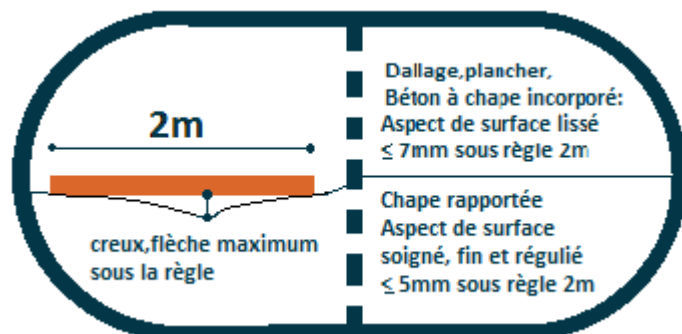 2m
creux,flèche maximum
sous la règle
Dallage,plancher,
Béton à chape incorporé:
Aspect de surface lissé
≤ 7mm sous règle 2m
Chape rapportée
Aspect de surface
soigné, fin et régulié
≤ 5mm sous règle 2m